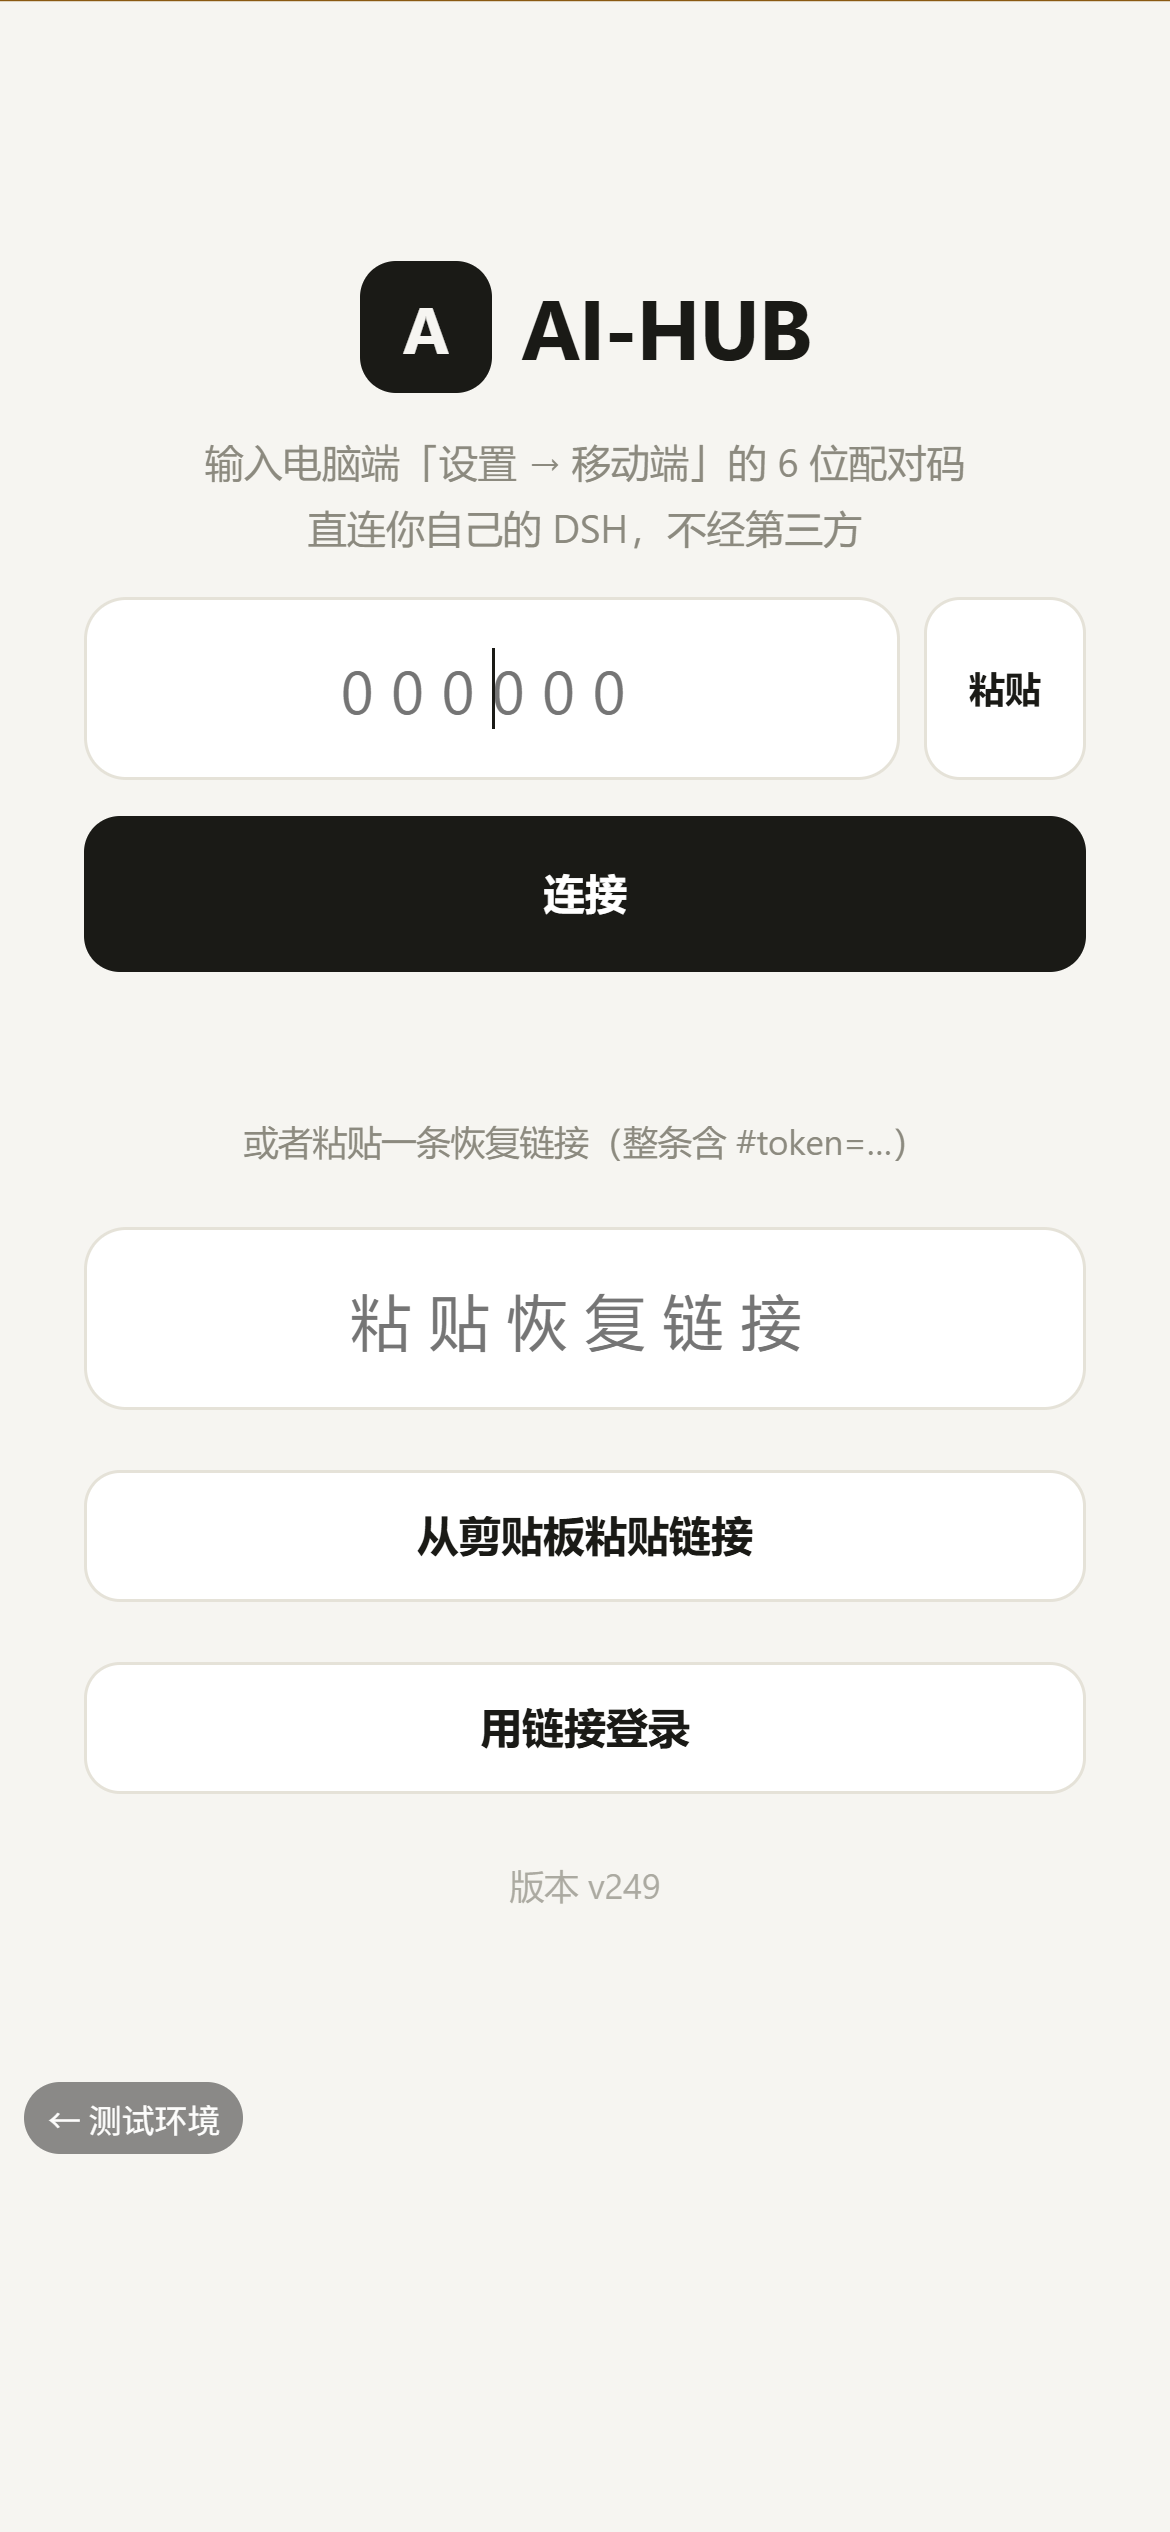 A AI-HUB
输入电脑端「设置 → 移动端」的 6 位配对码
直连你自己的 DSH，不经第三方
000000 粘贴
连接
或者粘贴一条恢复链接（整条含 #token=...）
粘贴恢复链接
从剪贴板粘贴链接
用链接登录
版本 v249
← 测试环境